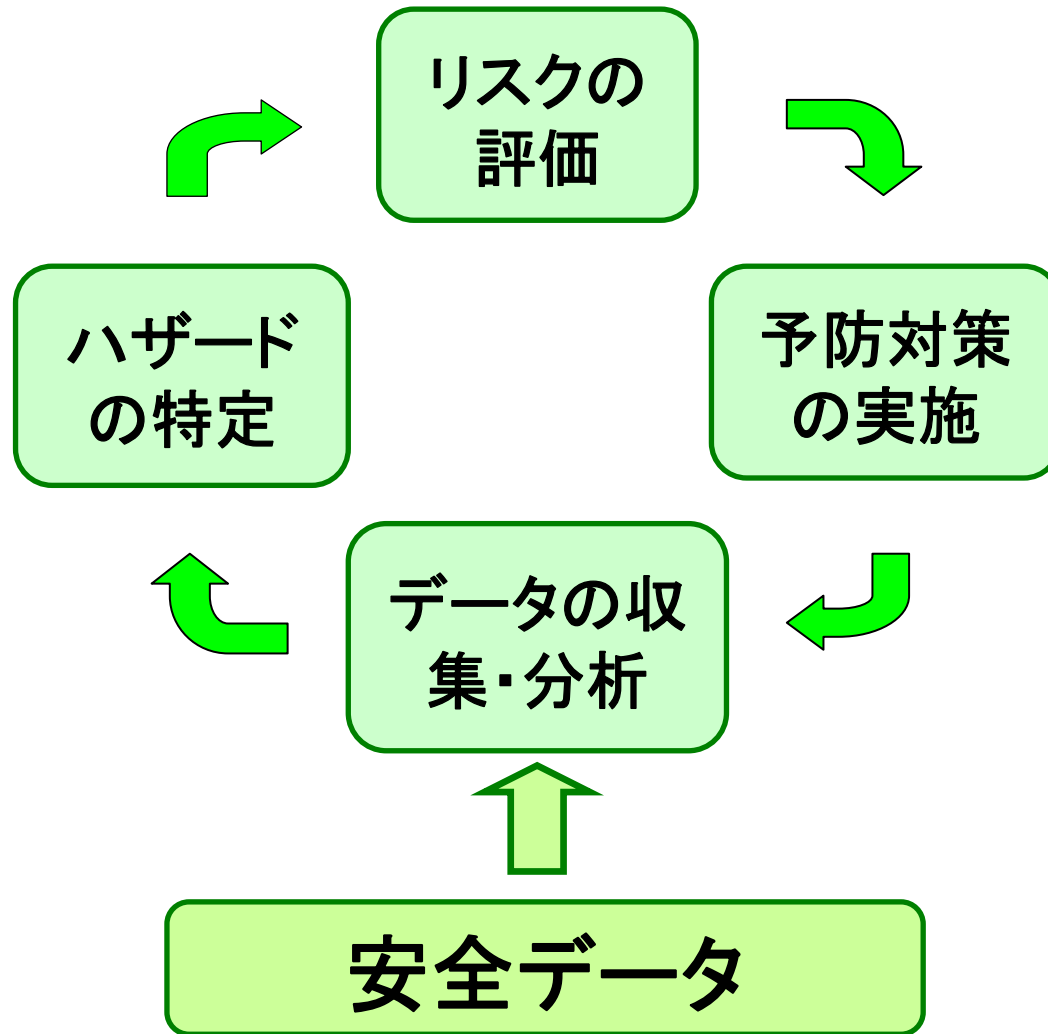 リスクの
評価
ハザード
の特定
予防対策
の実施
データの収
集・分析
安全データ